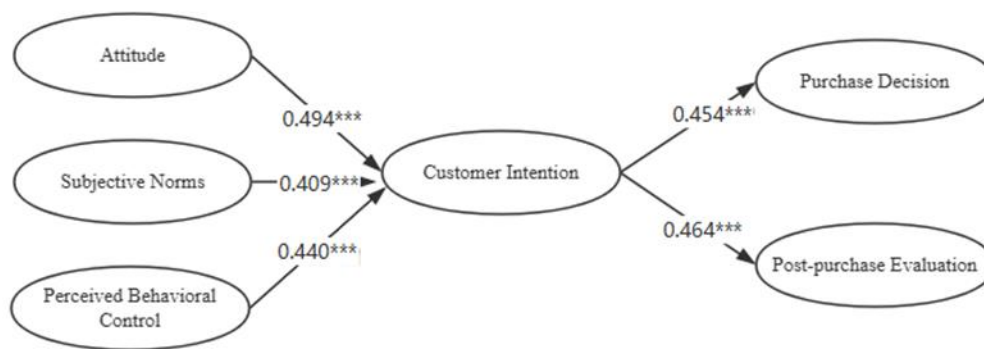 Attitude
0.494***
Subjective Norms
0.409***
Perceived Behavioral
Control
0.440***
Customer Intention
Purchase Decision
0.454***
0.464***
Post-purchase Evaluation